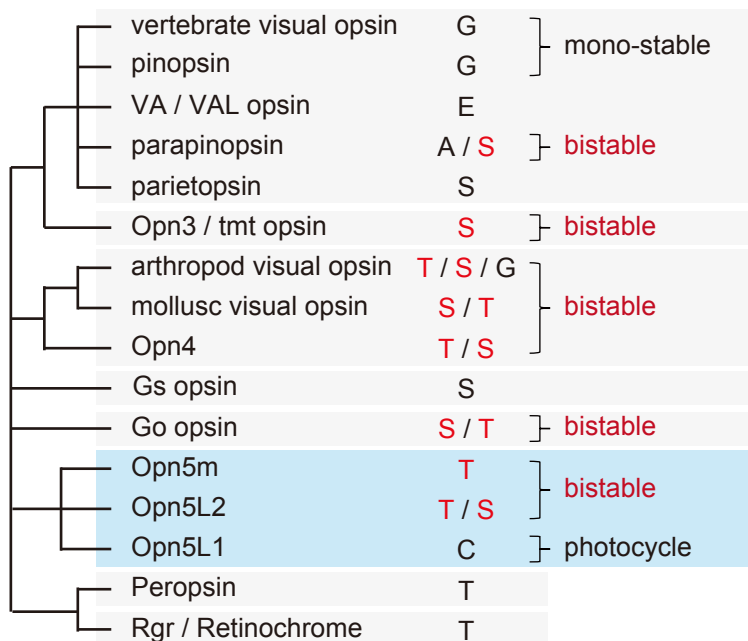 vertebrate visual opsin G mono-stable
pinopsin G
VA / VAL opsin E
parapinopsin A / S bistable
parietopsin S
Opn3 / tmt opsin S bistable
arthropod visual opsin T / S / G
mollusc visual opsin S / T bistable
Opn4 T / S
Gs opsin S
Go opsin S / T bistable
Opn5m T bistable
Opn5L2 T / S
Opn5L1 C photocycle
Peropsin T
Rgr / Retinochrome T